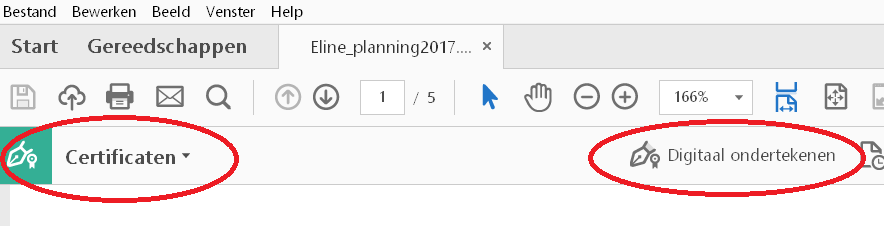 Bestand Bewerken Beeld Venster Help
Start Gereedschappen Eline_planning2017.... ×
1 / 5 166%
Certificaten Digitaal ondertekenen